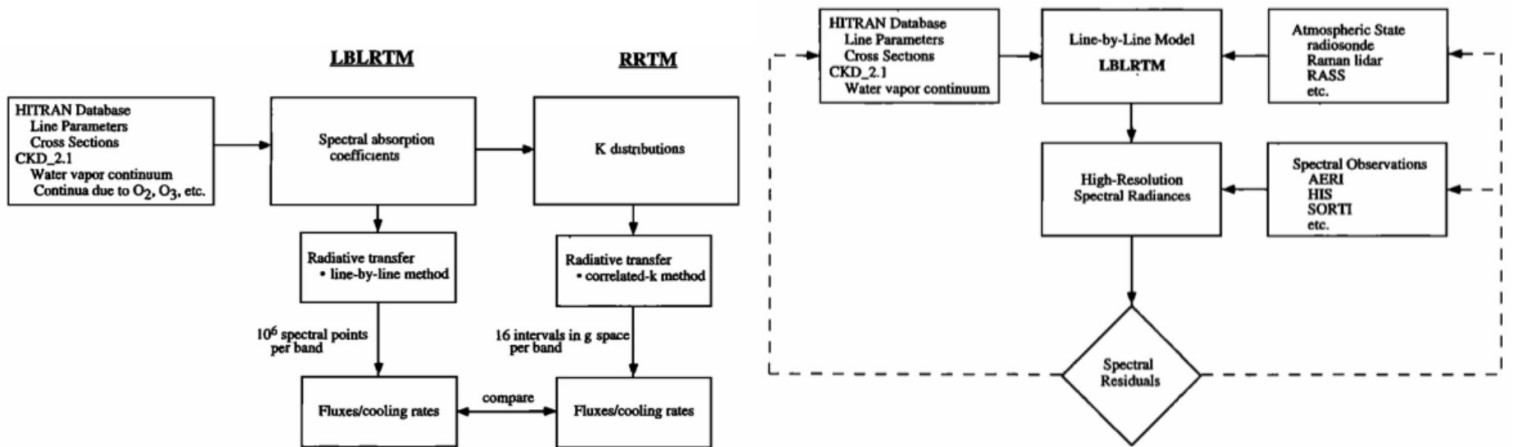 LBLRTM
RRTM
HITRAN Database
Line Parameters
Cross Sections
CKD_2.1
Water vapor continuum
Continua due to O2, O3, etc.
Spectral absorption
coefficients
K distributions
Radiative transfer
• line-by-line method
Radiative transfer
• correlated-k method
10^6 spectral points
per band
16 intervals in g space
per band
Fluxes/cooling rates
compare
Fluxes/cooling rates
HITRAN Database
Line Parameters
Cross Sections
CKD_2.1
Water vapor continuum
Line-by-Line Model
LBLRTM
Atmospheric State
radiosonde
Raman lidar
RASS
etc.
High-Resolution
Spectral Radiances
Spectral Observations
AERI
HIS
SORTI
etc.
Spectral
Residuals